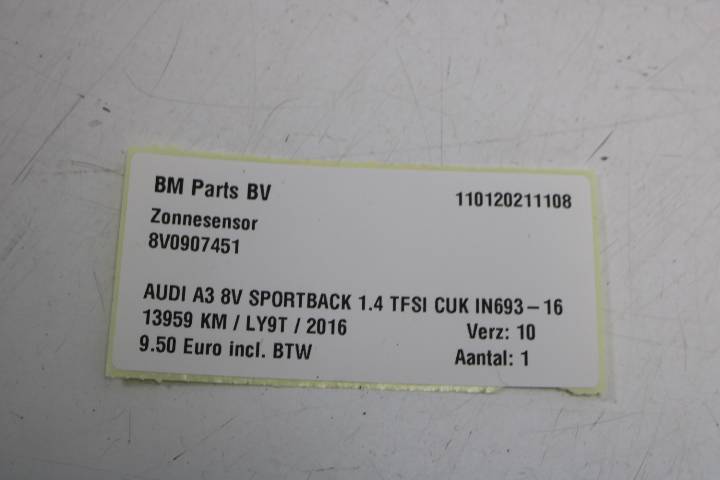 BM Parts BV 110120211108
Zonnesensor
8V0907451
AUDI A3 8V SPORTBACK 1.4 TFSI CUK IN693-16
13959 KM / LY9T / 2016 Verz: 10
9.50 Euro incl. BTW Aantal: 1